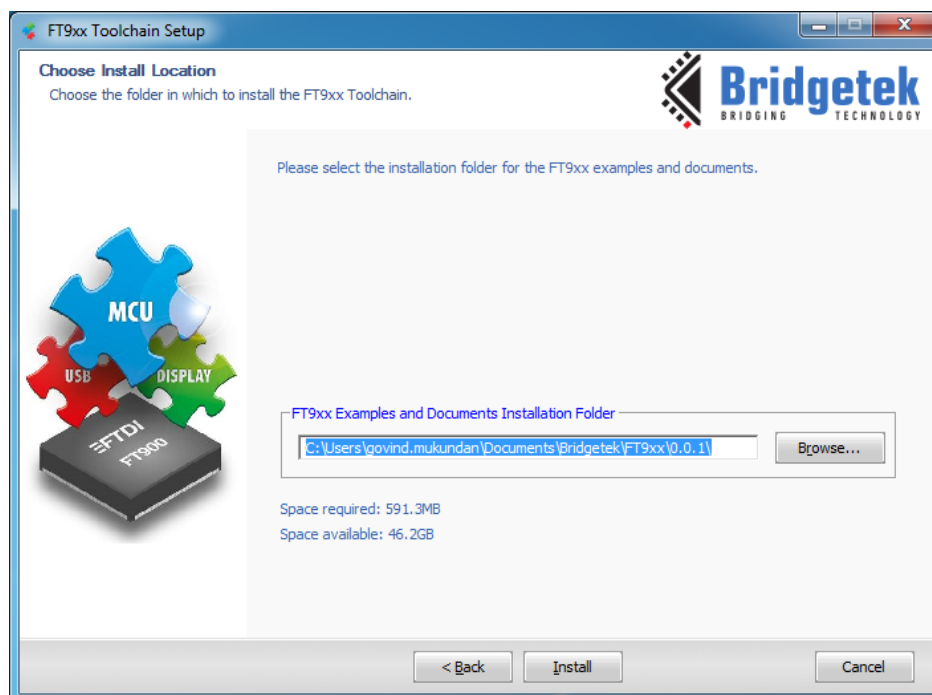 FT9xx Toolchain Setup
Choose Install Location
Choose the folder in which to install the FT9xx Toolchain.
Bridgetek
BRIDGING TECHNOLOGY
Please select the installation folder for the FT9xx examples and documents.
MCU
USB
DISPLAY
FTDI
FT900
FT9xx Examples and Documents Installation Folder
C:\Users\govind.mukundan\Documents\Bridgetek\FT9xx\0.0.1\
Browse...
Space required: 591.3MB
Space available: 46.2GB
< Back
Install
Cancel